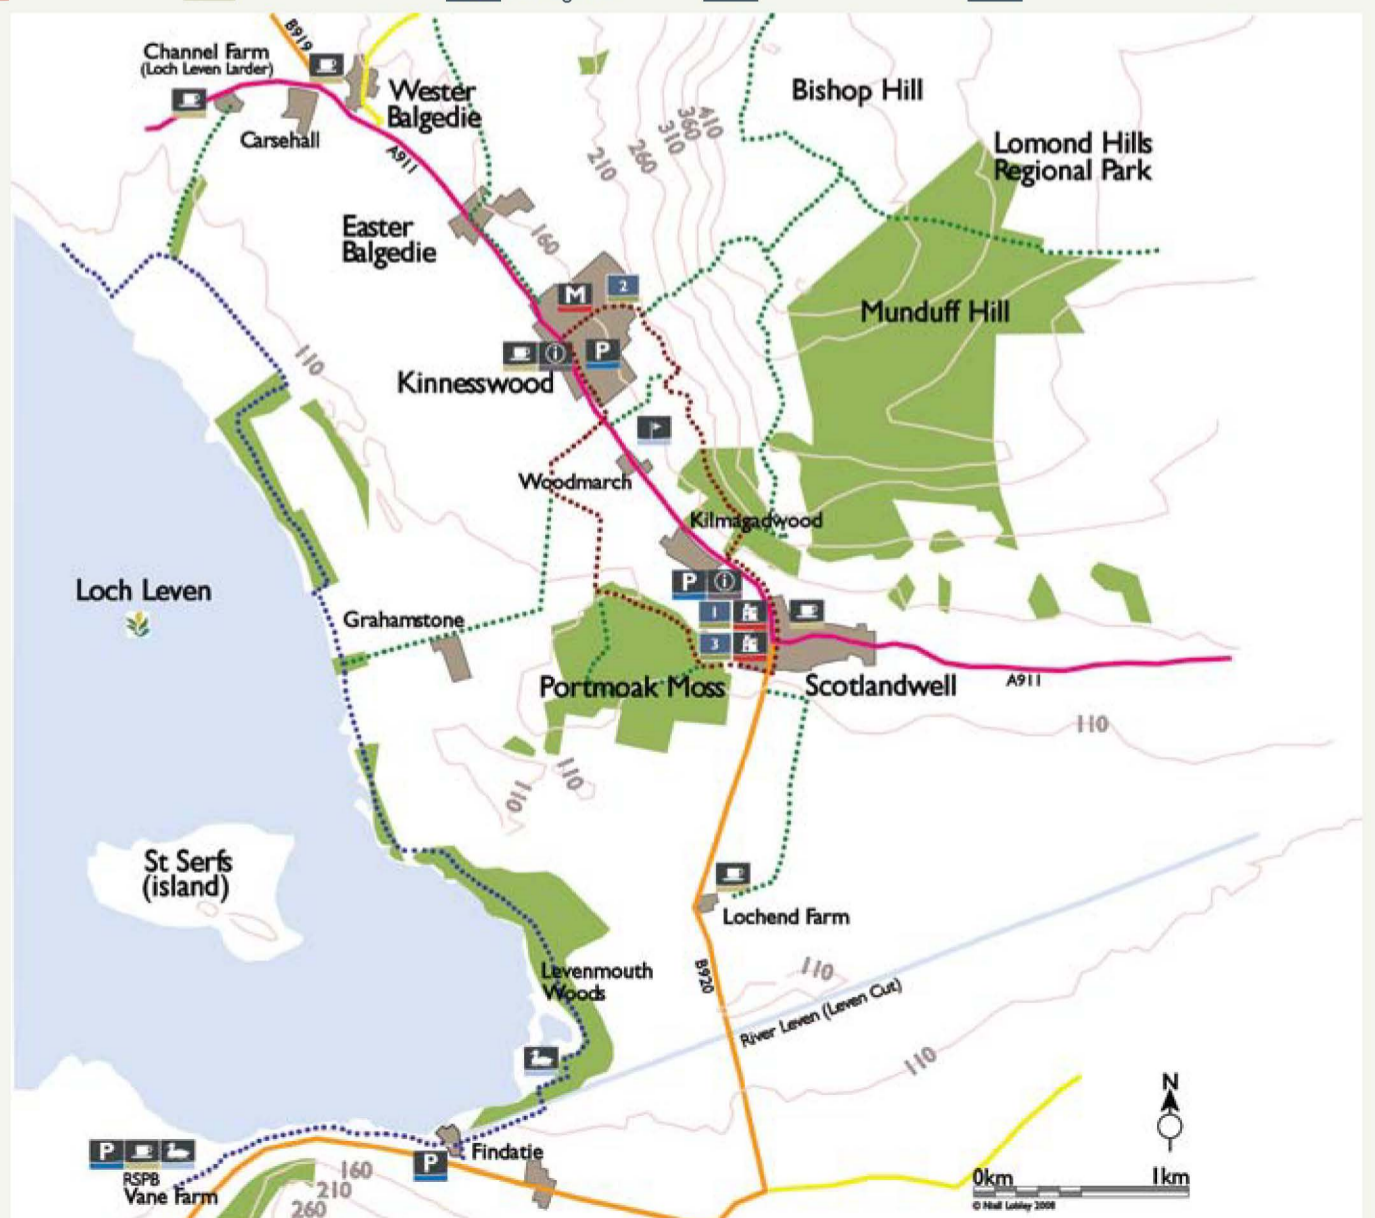 B919
Channel Farm
(Loch Leven Larder)
Wester
Balgedie
Carsehall
A911
Bishop Hill
Lomond Hills
Regional Park
410
360
310
260
210
Easter
Balgedie
160
M
2
Munduff Hill
i
P
Kinnesswood
110
Woodmarch
Kilmagadwood
P
i
Loch Leven
1
Grahamstone
3
Portmoak Moss
Scotlandwell
A911
110
110
110
St Serfs
(island)
Lochend Farm
Levenmouth
Woods
B920
110
River Leven (Leven Cut)
110
N
P
RSPB
Vane Farm
P
Findatie
160
210
260
0km
1km
© Niall Lobley 2008